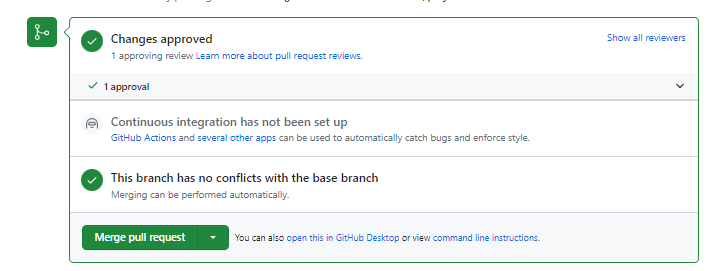 Changes approved
Show all reviewers
1 approving review Learn more about pull request reviews.
1 approval
Continuous integration has not been set up
GitHub Actions and several other apps can be used to automatically catch bugs and enforce style.
This branch has no conflicts with the base branch
Merging can be performed automatically.
Merge pull request
You can also open this in GitHub Desktop or view command line instructions.